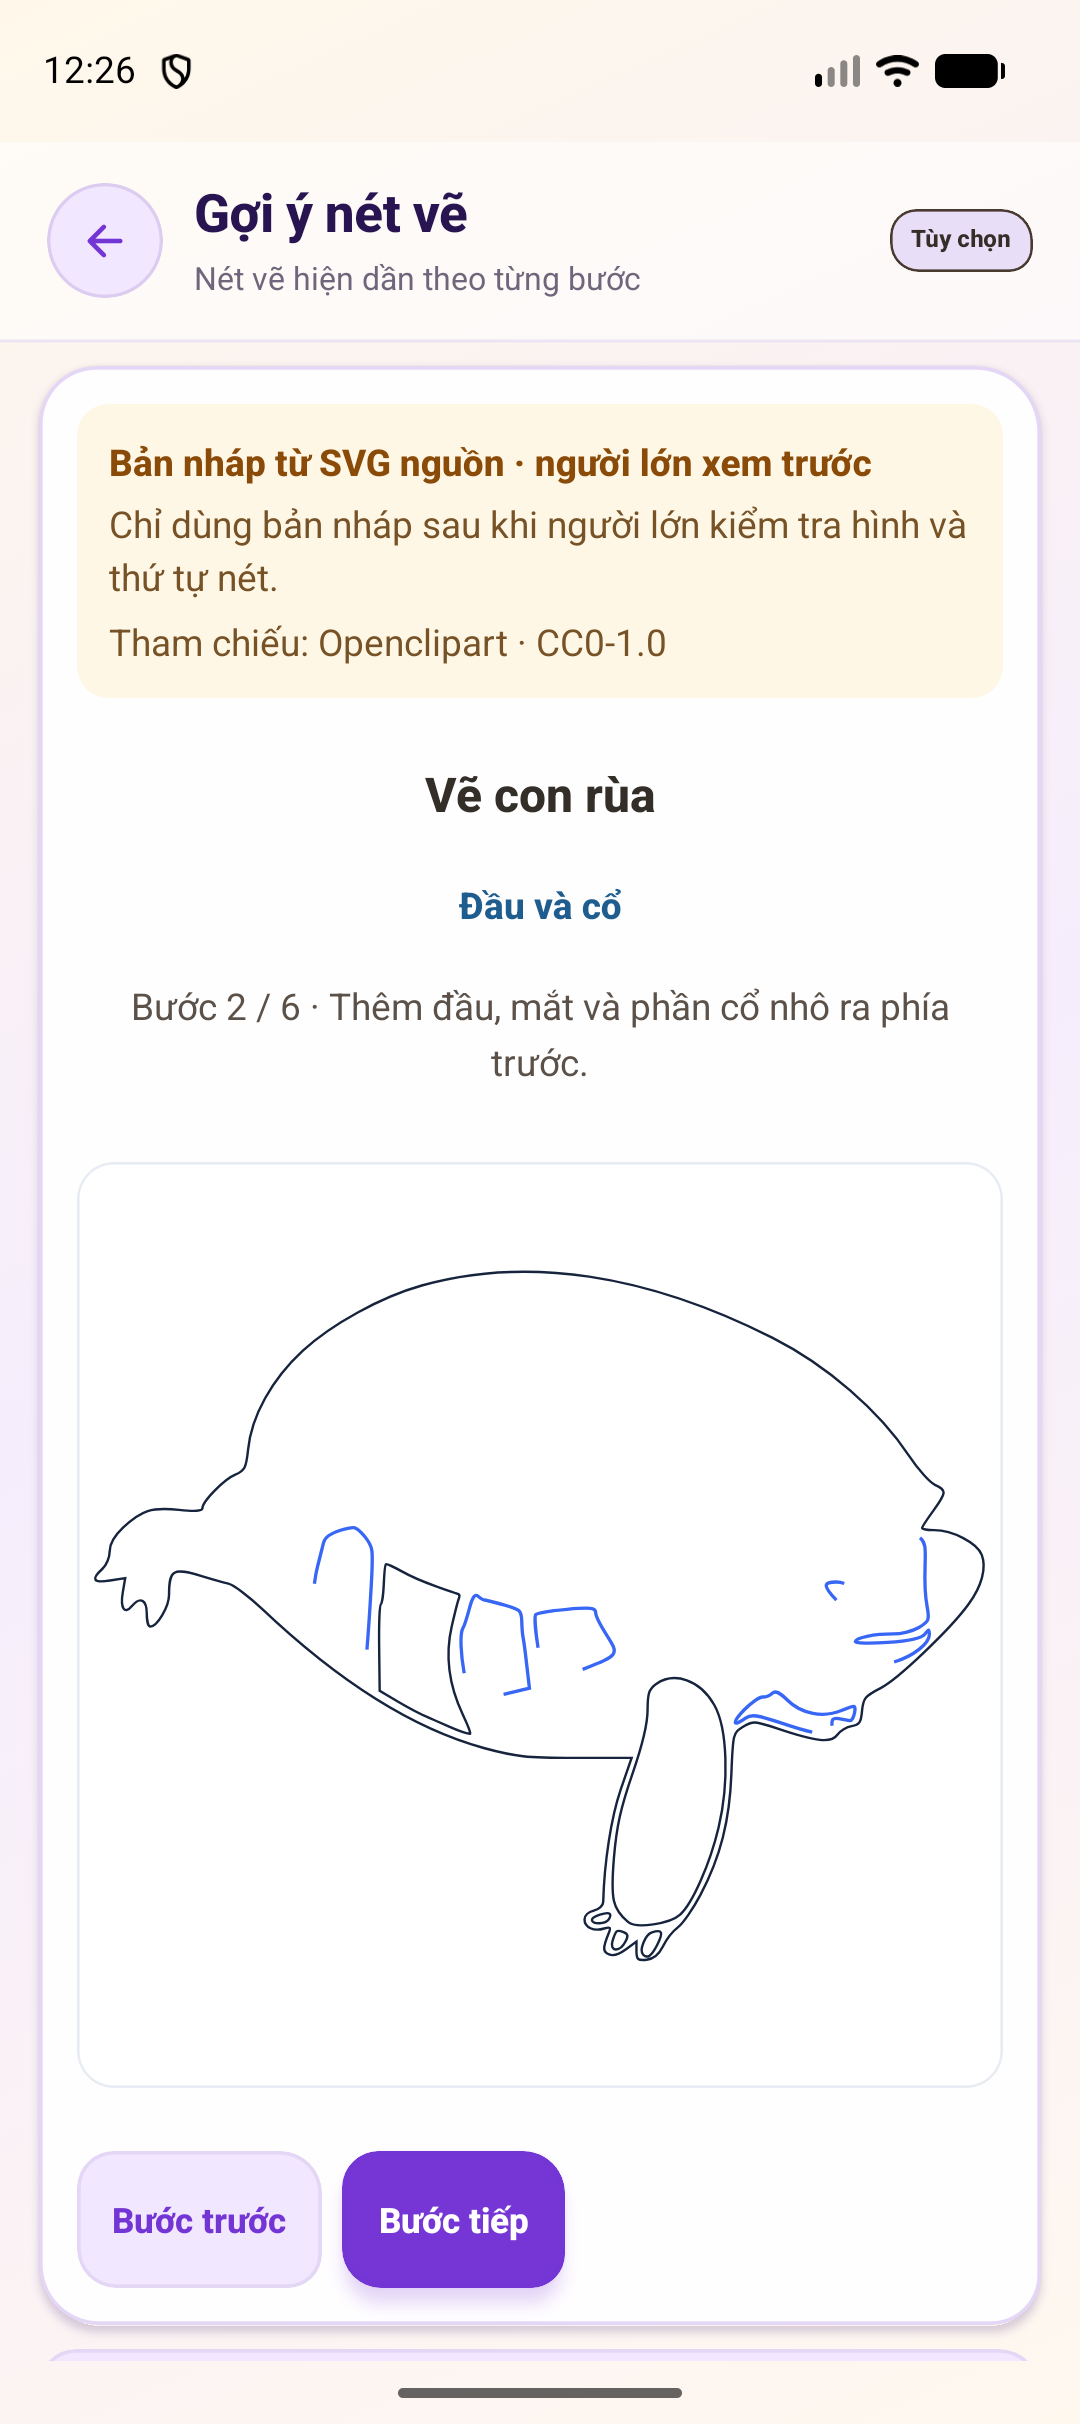 12:26
Gợi ý nét vẽ
Nét vẽ hiện dần theo từng bước
Tùy chọn
Bản nháp từ SVG nguồn · người lớn xem trước
Chỉ dùng bản nháp sau khi người lớn kiểm tra hình và
thứ tự nét.
Tham chiếu: Openclipart · CC0-1.0
Vẽ con rùa
Đầu và cổ
Bước 2 / 6 · Thêm đầu, mắt và phần cổ nhô ra phía
trước.
Bước trước
Bước tiếp